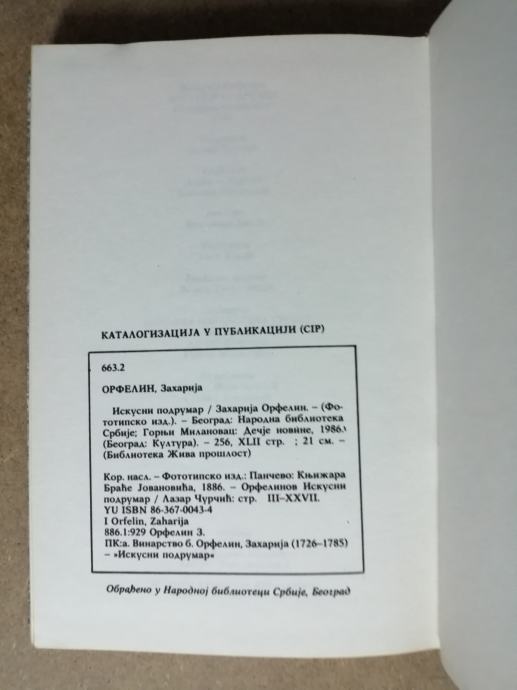 КАТАЛОГИЗАЦИЈА У ПУБЛИКАЦИЈИ (CIP)
663.2
ОРФЕЛИН, Захарија
Искусни подрумар / Захарија Орфелин. – (Фо-
тотипско изд.). – Београд: Народна библиотека
Србије; Горњи Милановац: Дечје новине, 1986.
(Београд: Култура). – 256, XLII стр. ; 21 см. –
(Библиотека Жива прошлост)
Кор. насл. – Фототипско изд.: Панчево: Књижара
Браће Јовановића, 1886. – Орфелинов Искусни
подрумар / Лазар Чурчић: стр. III–XXVII.
YU ISBN 86-367-0043-4
I Orfelin, Zaharija
886.1:929 Орфелин З.
ПК:а. Винарство б. Орфелин, Захарија (1726–1785)
– »Искусни подрумар«
Обрађено у Народној библиотеци Србије, Београд